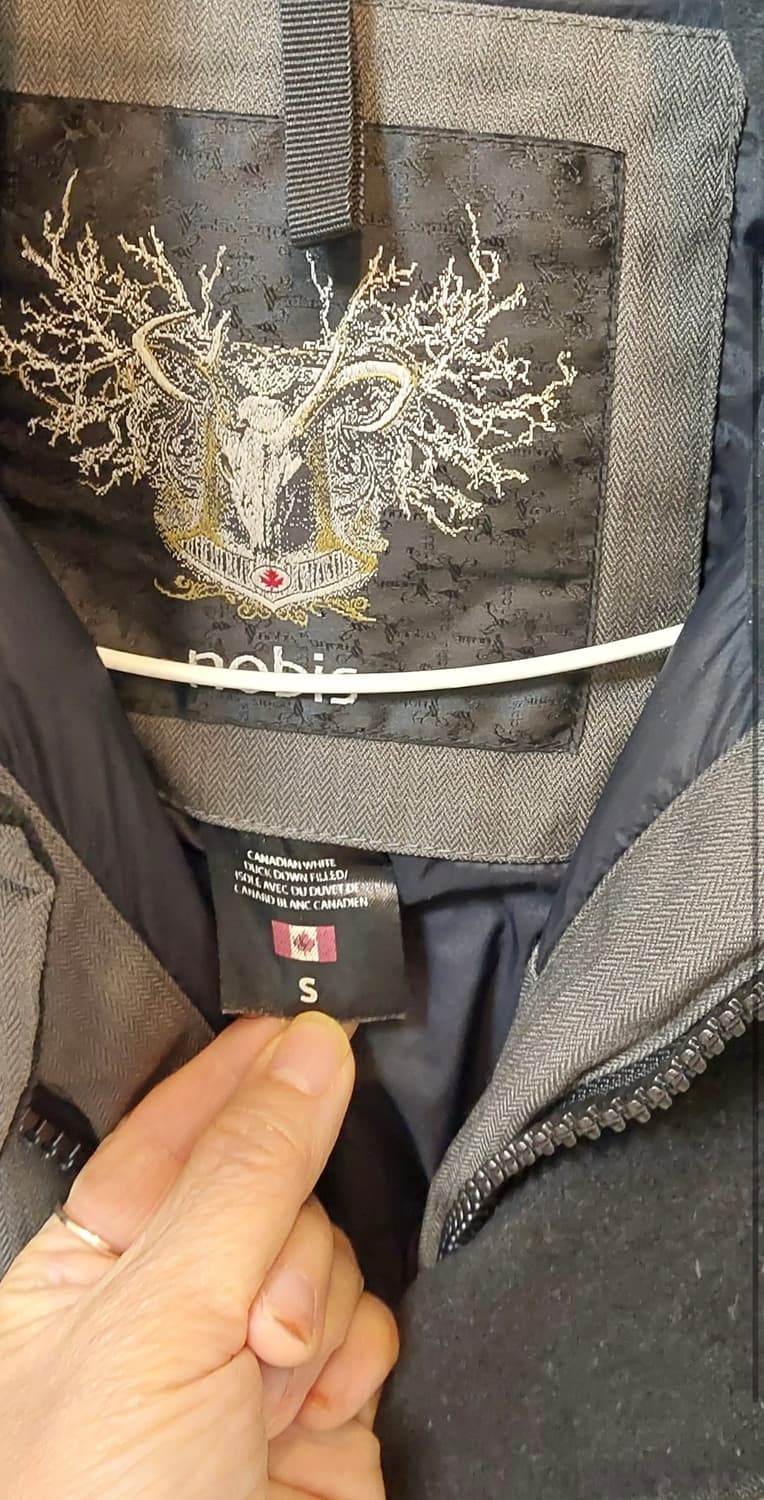 nobis
CANADIAN WHITE
DUCK DOWN FILLED/
ISOLÉ AVEC DU DUVET DE
CANARD BLANC CANADIEN
S